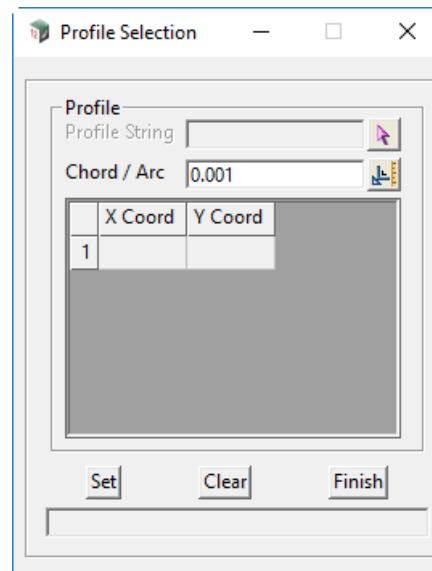 Profile Selection
Profile
Profile String
Chord / Arc 0.001
X Coord Y Coord
1
Set Clear Finish